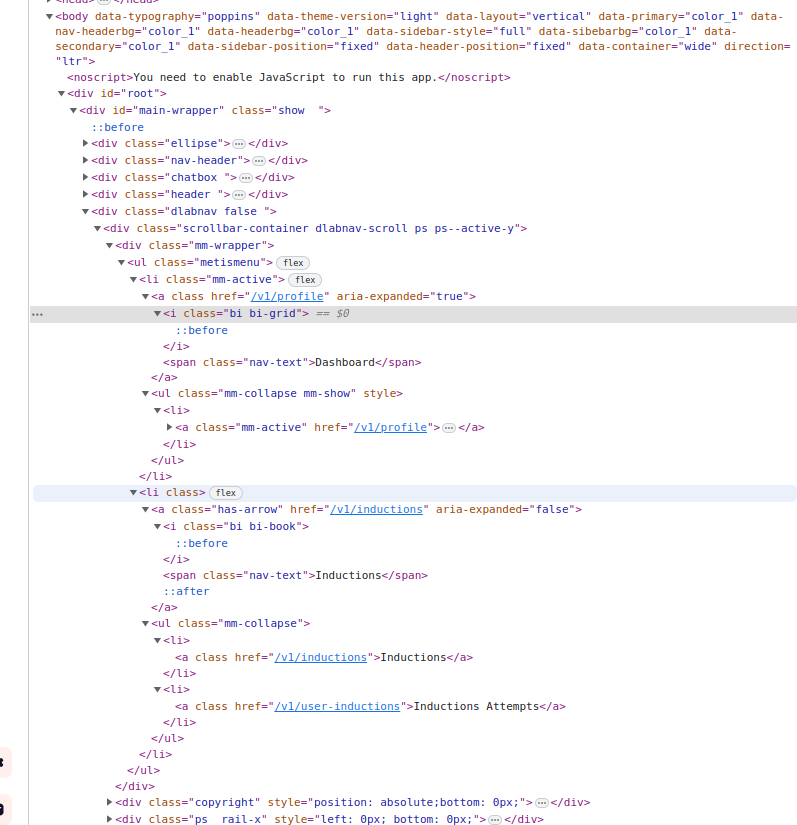 <body data-typography="poppins" data-theme-version="light" data-layout="vertical" data-primary="color_1" data-
nav-headerbg="color_1" data-headerbg="color_1" data-sidebar-style="full" data-sibebarbg="color_1" data-
secondary="color_1" data-sidebar-position="fixed" data-header-position="fixed" data-container="wide" direction=
"ltr">
<noscript>You need to enable JavaScript to run this app.</noscript>
<div id="root">
<div id="main-wrapper" class="show  ">
::before
<div class="ellipse">…</div>
<div class="nav-header">…</div>
<div class="chatbox ">…</div>
<div class="header ">…</div>
<div class="dlabnav false ">
<div class="scrollbar-container dlabnav-scroll ps ps--active-y">
<div class="mm-wrapper">
<ul class="metismenu"> flex
<li class="mm-active"> flex
<a class href="/v1/profile" aria-expanded="true">
… <i class="bi bi-grid"> == $0
::before
</i>
<span class="nav-text">Dashboard</span>
</a>
<ul class="mm-collapse mm-show" style>
<li>
<a class="mm-active" href="/v1/profile">…</a>
</li>
</ul>
</li>
<li class> flex
<a class="has-arrow" href="/v1/inductions" aria-expanded="false">
<i class="bi bi-book">
::before
</i>
<span class="nav-text">Inductions</span>
::after
</a>
<ul class="mm-collapse">
<li>
<a class href="/v1/inductions">Inductions</a>
</li>
<li>
<a class href="/v1/user-inductions">Inductions Attempts</a>
</li>
</ul>
</li>
</ul>
</div>
<div class="copyright" style="position: absolute;bottom: 0px;">…</div>
<div class="ps  rail-x" style="left: 0px; bottom: 0px;">…</div>